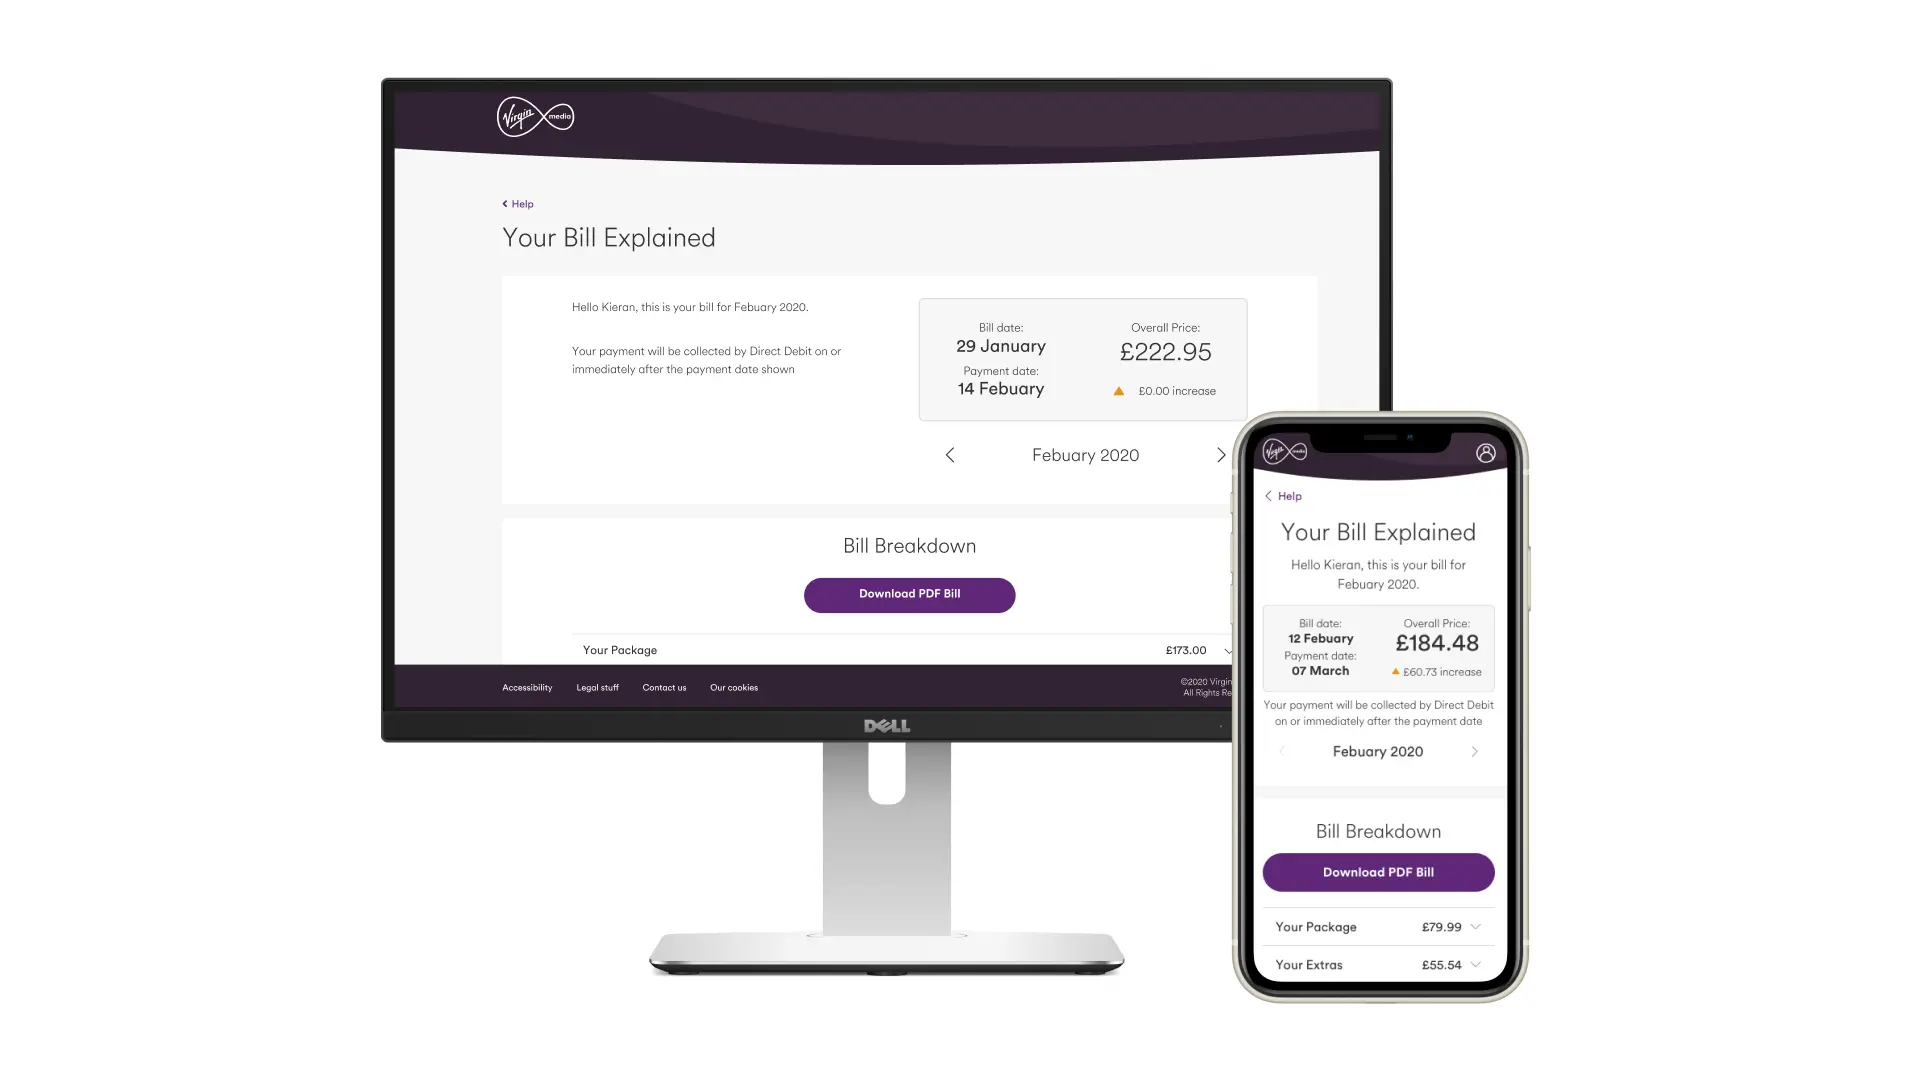 Virgin media
Help
Your Bill Explained
Hello Kieran, this is your bill for Febuary 2020.
Your payment will be collected by Direct Debit on or
immediately after the payment date shown
Bill date:
29 January
Payment date:
14 Febuary
Overall Price:
£222.95
£0.00 increase
Febuary 2020
Bill Breakdown
Download PDF Bill
Your Package
£173.00
Accessibility
Legal stuff
Contact us
Our cookies
©2020 Virgin
All Rights Re
DELL
Virgin media
Help
Your Bill Explained
Hello Kieran, this is your bill for
Febuary 2020.
Bill date:
12 Febuary
Payment date:
07 March
Overall Price:
£184.48
£60.73 increase
Your payment will be collected by Direct Debit
on or immediately after the payment date
Febuary 2020
Bill Breakdown
Download PDF Bill
Your Package
£79.99
Your Extras
£55.54